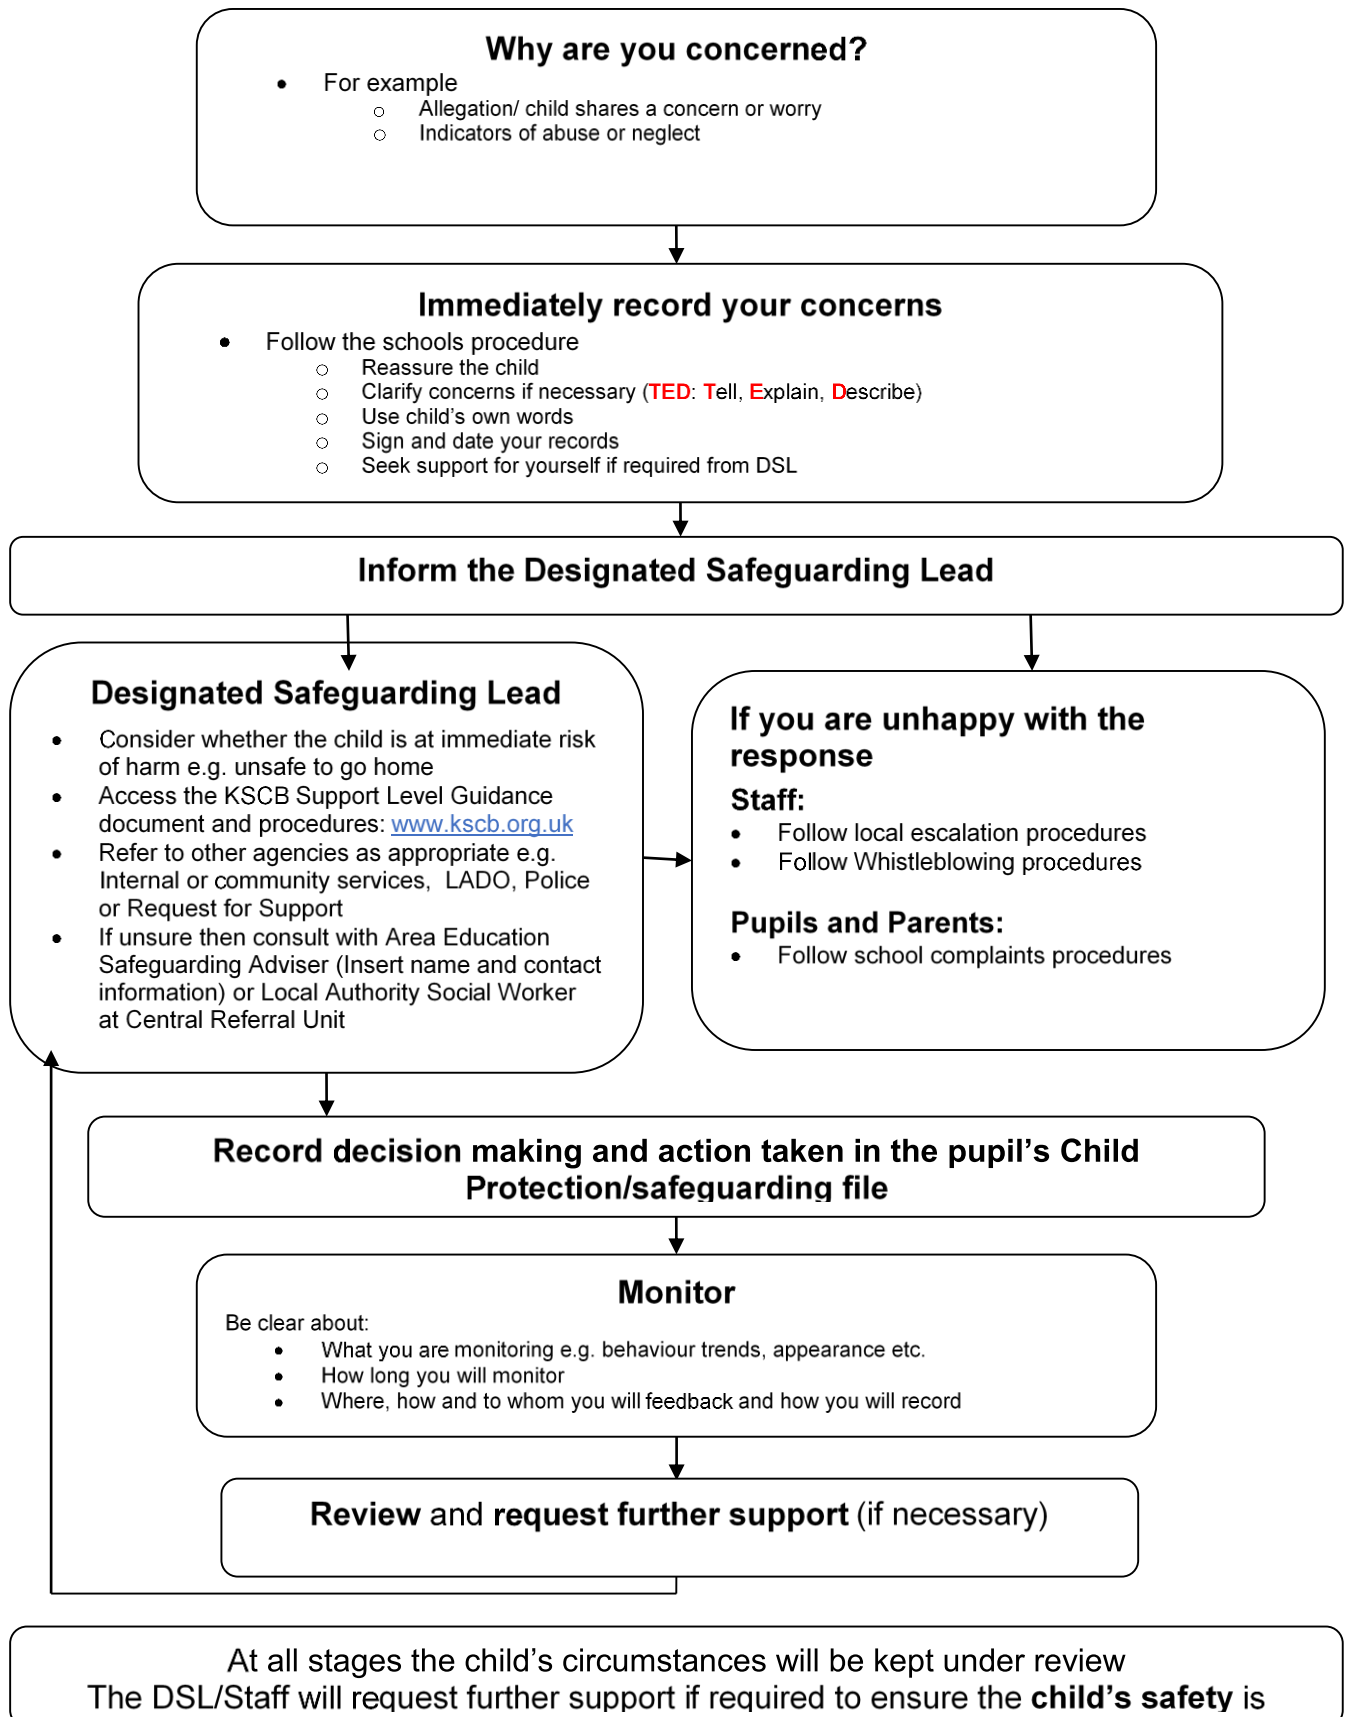 Why are you concerned?
• For example
○ Allegation/ child shares a concern or worry
○ Indicators of abuse or neglect
Immediately record your concerns
• Follow the schools procedure
○ Reassure the child
○ Clarify concerns if necessary (TED: Tell, Explain, Describe)
○ Use child's own words
○ Sign and date your records
○ Seek support for yourself if required from DSL
Inform the Designated Safeguarding Lead
Designated Safeguarding Lead
• Consider whether the child is at immediate risk
of harm e.g. unsafe to go home
• Access the KSCB Support Level Guidance
document and procedures: www.kscb.org.uk
• Refer to other agencies as appropriate e.g.
Internal or community services, LADO, Police
or Request for Support
• If unsure then consult with Area Education
Safeguarding Adviser (Insert name and contact
information) or Local Authority Social Worker
at Central Referral Unit
If you are unhappy with the
response
Staff:
• Follow local escalation procedures
• Follow Whistleblowing procedures
Pupils and Parents:
• Follow school complaints procedures
Record decision making and action taken in the pupil's Child
Protection/safeguarding file
Monitor
Be clear about:
• What you are monitoring e.g. behaviour trends, appearance etc.
• How long you will monitor
• Where, how and to whom you will feedback and how you will record
Review and request further support (if necessary)
At all stages the child's circumstances will be kept under review
The DSL/Staff will request further support if required to ensure the child's safety is